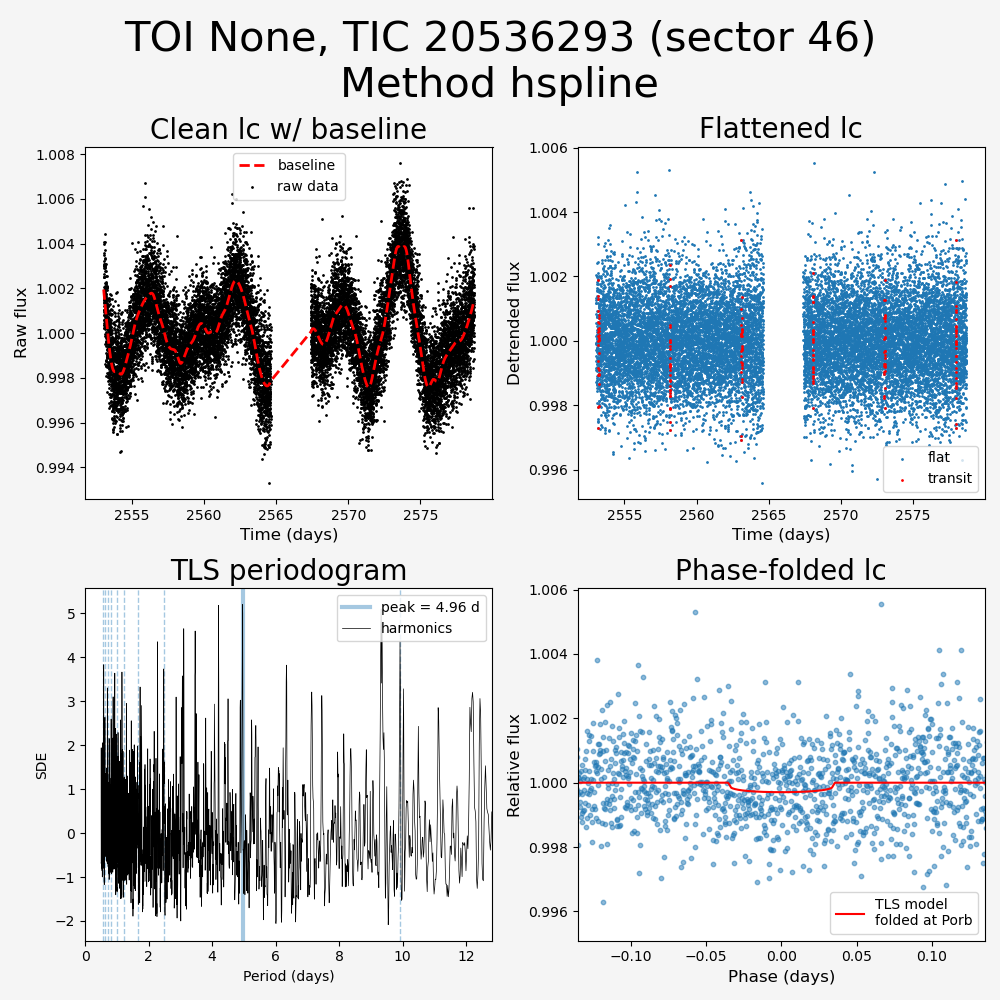 TOI None, TIC 20536293 (sector 46)
Method hspline
Clean lc w/ baseline
Flattened lc
1.008
1.006
1.004
1.002
1.000
0.998
0.996
0.994
Raw flux
baseline
raw data
2555
2560
2565
2570
2575
Time (days)
1.006
1.004
1.002
1.000
0.998
0.996
Detrended flux
flat
transit
2555
2560
2565
2570
2575
Time (days)
TLS periodogram
Phase-folded lc
5
4
3
2
1
0
−1
−2
SDE
peak = 4.96 d
harmonics
0
2
4
6
8
10
12
Period (days)
1.006
1.004
1.002
1.000
0.998
0.996
Relative flux
TLS model
folded at Porb
−0.10
−0.05
0.00
0.05
0.10
Phase (days)